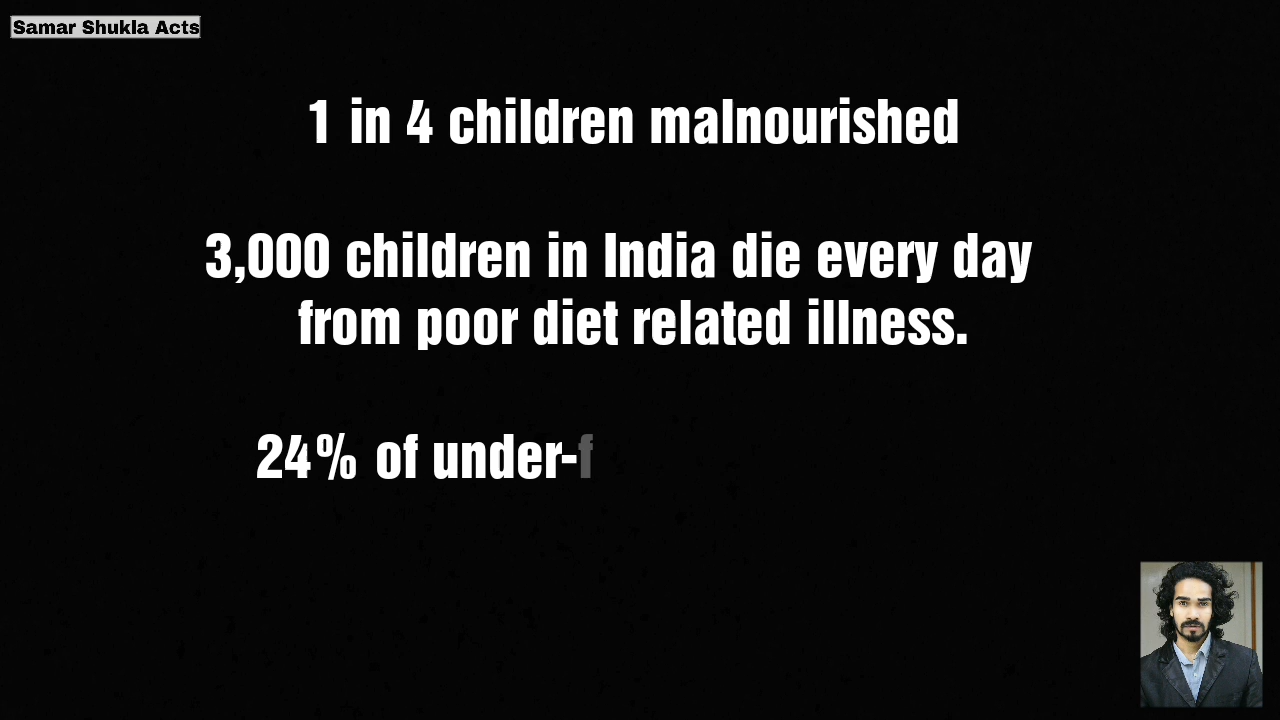 Samar Shukla Acts
1 in 4 children malnourished
3,000 children in India die every day
from poor diet related illness.
24% of under-f